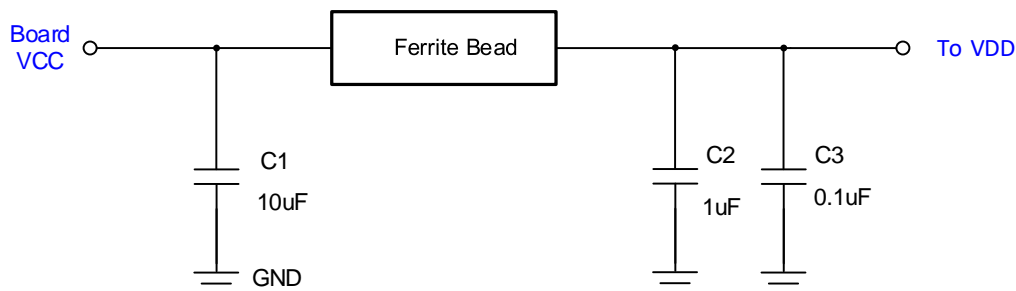 Board
VCC
Ferrite Bead
To VDD
C1
10uF
C2
1uF
C3
0.1uF
GND